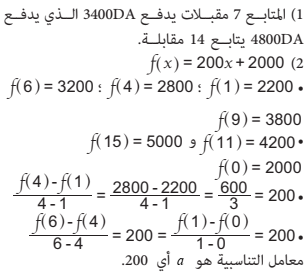 1) المتابع 7 مقبلات يدفع 3400DA الذي يدفع
4800DA يتابع 14 مقابلة.
2) f(x) = 200x + 2000
• f(1) = 2200 ; f(4) = 2800 ; f(6) = 3200
f(9) = 3800
• f(11) = 4200 و f(15) = 5000
f(0) = 2000
• \frac{f(4)-f(1)}{4-1} = \frac{2800-2200}{4-1} = \frac{600}{3} = 200
• \frac{f(6)-f(4)}{6-4} = 200 = \frac{f(1)-f(0)}{1-0} = 200
معامل التناسبية هو a أي 200.